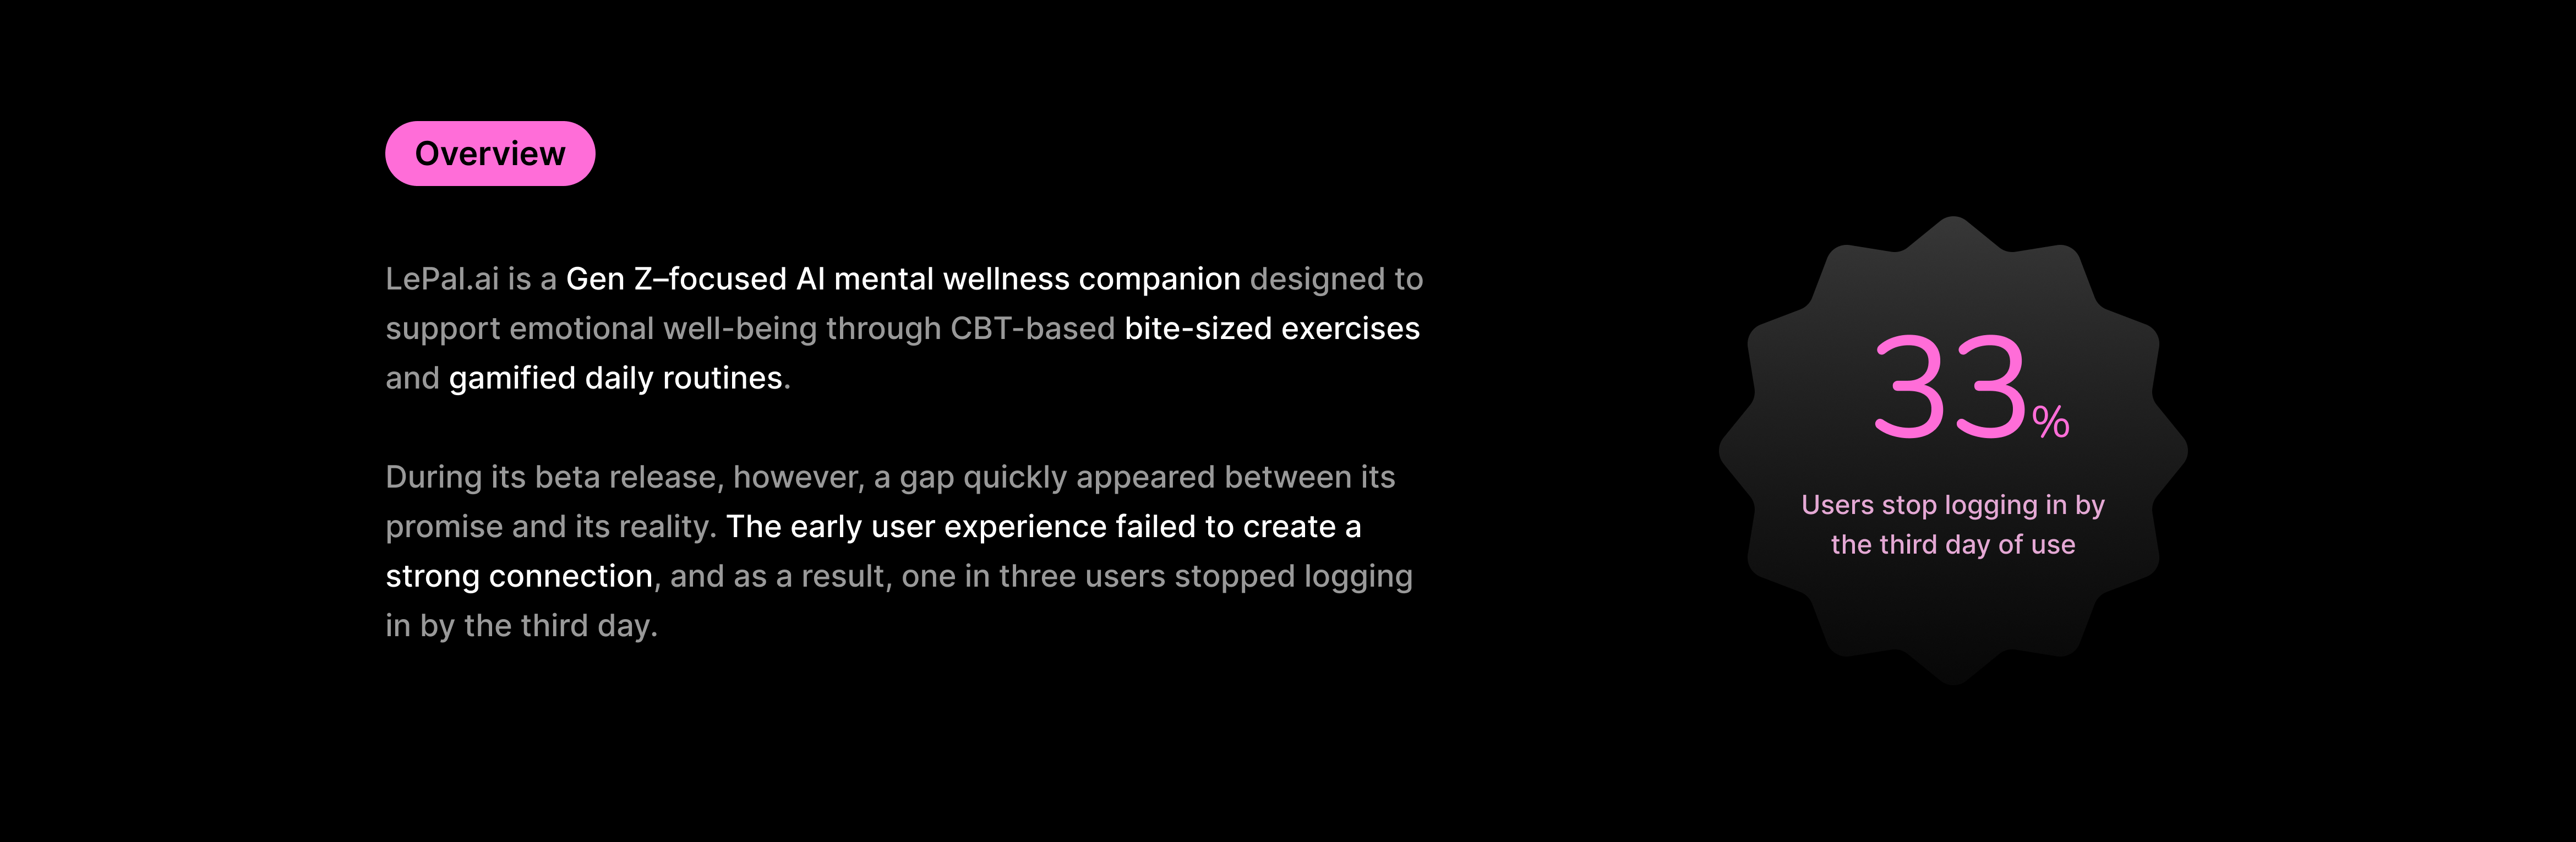 Overview
LePal.ai is a Gen Z–focused AI mental wellness companion designed to
support emotional well-being through CBT-based bite-sized exercises
and gamified daily routines.
During its beta release, however, a gap quickly appeared between its
promise and its reality. The early user experience failed to create a
strong connection, and as a result, one in three users stopped logging
in by the third day.
33%
Users stop logging in by
the third day of use